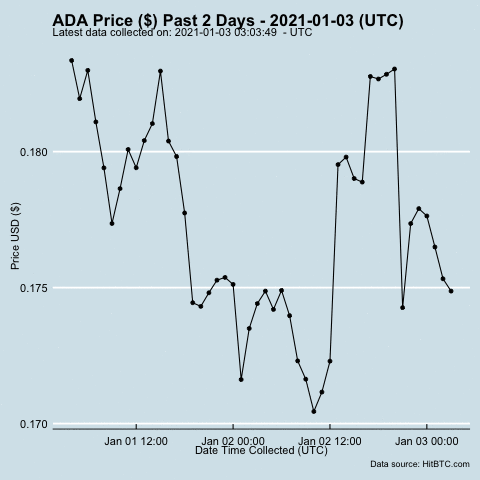 ADA Price ($) Past 2 Days - 2021-01-03 (UTC)
Latest data collected on: 2021-01-03 03:03:49 - UTC
0.180
Price USD ($)
0.175
0.170
Jan 01 12:00 Jan 02 00:00 Jan 02 12:00 Jan 03 00:00
Date Time Collected (UTC)
Data source: HitBTC.com